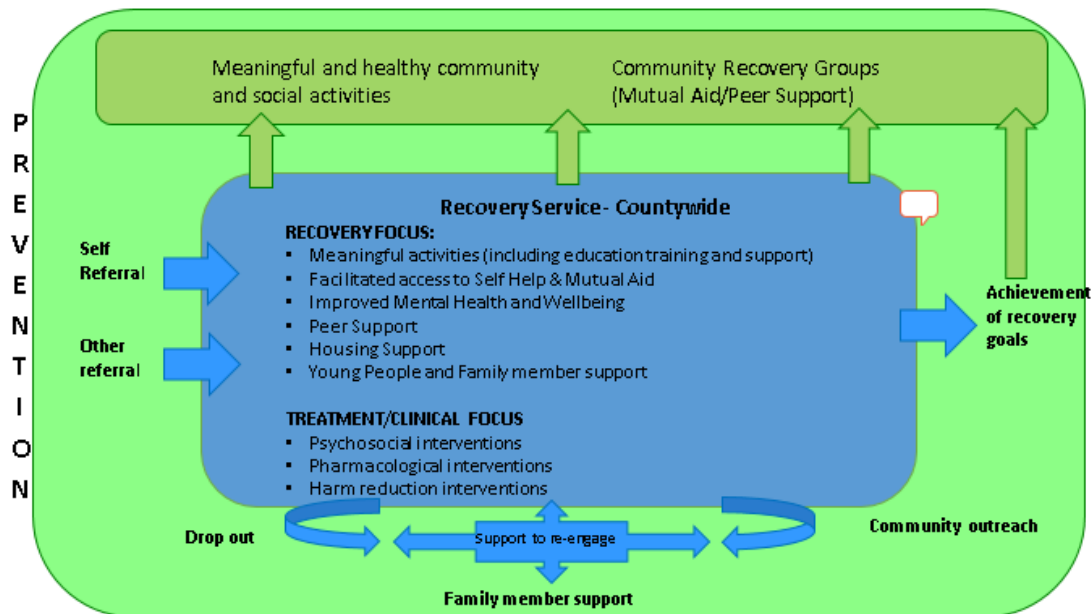 PREVENTION
Meaningful and healthy community
and social activities
Community Recovery Groups
(Mutual Aid/Peer Support)
Recovery Service- Countywide
RECOVERY FOCUS:
▪ Meaningful activities (including education training and support)
▪ Facilitated access to Self Help & Mutual Aid
▪ Improved Mental Health and Wellbeing
▪ Peer Support
▪ Housing Support
▪ Young People and Family member support
TREATMENT/CLINICAL FOCUS
▪ Psychosocial interventions
▪ Pharmacological interventions
▪ Harm reduction interventions
Self
Referral
Other
referral
Achievement
of recovery
goals
Drop out
Support to re-engage
Community outreach
Family member support